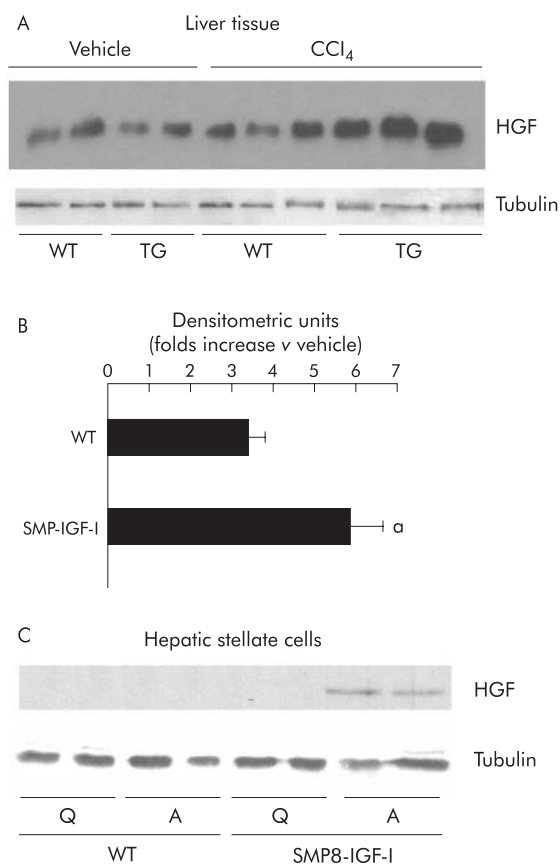 A
Liver tissue
Vehicle CCl4
HGF
Tubulin
WT TG WT TG
B
Densitometric units
(folds increase v vehicle)
0 1 2 3 4 5 6 7
WT
SMP-IGF-I
a
C
Hepatic stellate cells
HGF
Tubulin
Q A Q A
WT SMP8-IGF-I